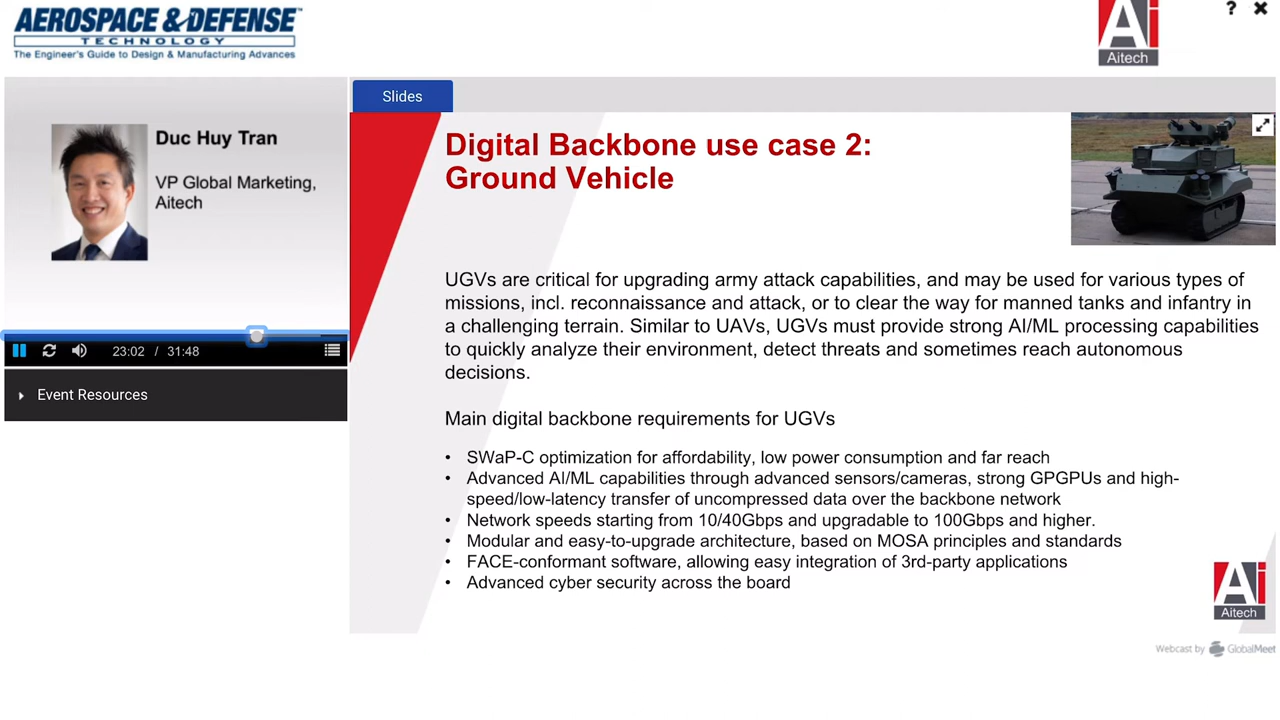 AEROSPACE & DEFENSE™
TECHNOLOGY
The Engineer's Guide to Design & Manufacturing Advances
Ai
Aitech
?
Slides
Duc Huy Tran
VP Global Marketing,
Aitech
23:02 / 31:48
Event Resources
Digital Backbone use case 2:
Ground Vehicle
UGVs are critical for upgrading army attack capabilities, and may be used for various types of
missions, incl. reconnaissance and attack, or to clear the way for manned tanks and infantry in
a challenging terrain. Similar to UAVs, UGVs must provide strong AI/ML processing capabilities
to quickly analyze their environment, detect threats and sometimes reach autonomous
decisions.
Main digital backbone requirements for UGVs
• SWaP-C optimization for affordability, low power consumption and far reach
• Advanced AI/ML capabilities through advanced sensors/cameras, strong GPGPUs and high-
speed/low-latency transfer of uncompressed data over the backbone network
• Network speeds starting from 10/40Gbps and upgradable to 100Gbps and higher.
• Modular and easy-to-upgrade architecture, based on MOSA principles and standards
• FACE-conformant software, allowing easy integration of 3rd-party applications
• Advanced cyber security across the board
Ai
Aitech
Webcast by GlobalMeet